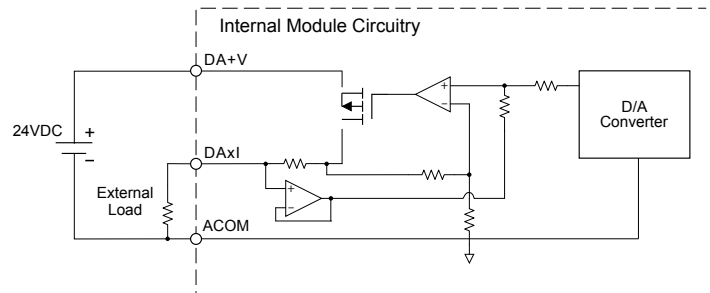 Internal Module Circuitry
DA+V
+
−
D/A
Converter
24VDC
+
−
DAxI
+
−
External
Load
ACOM